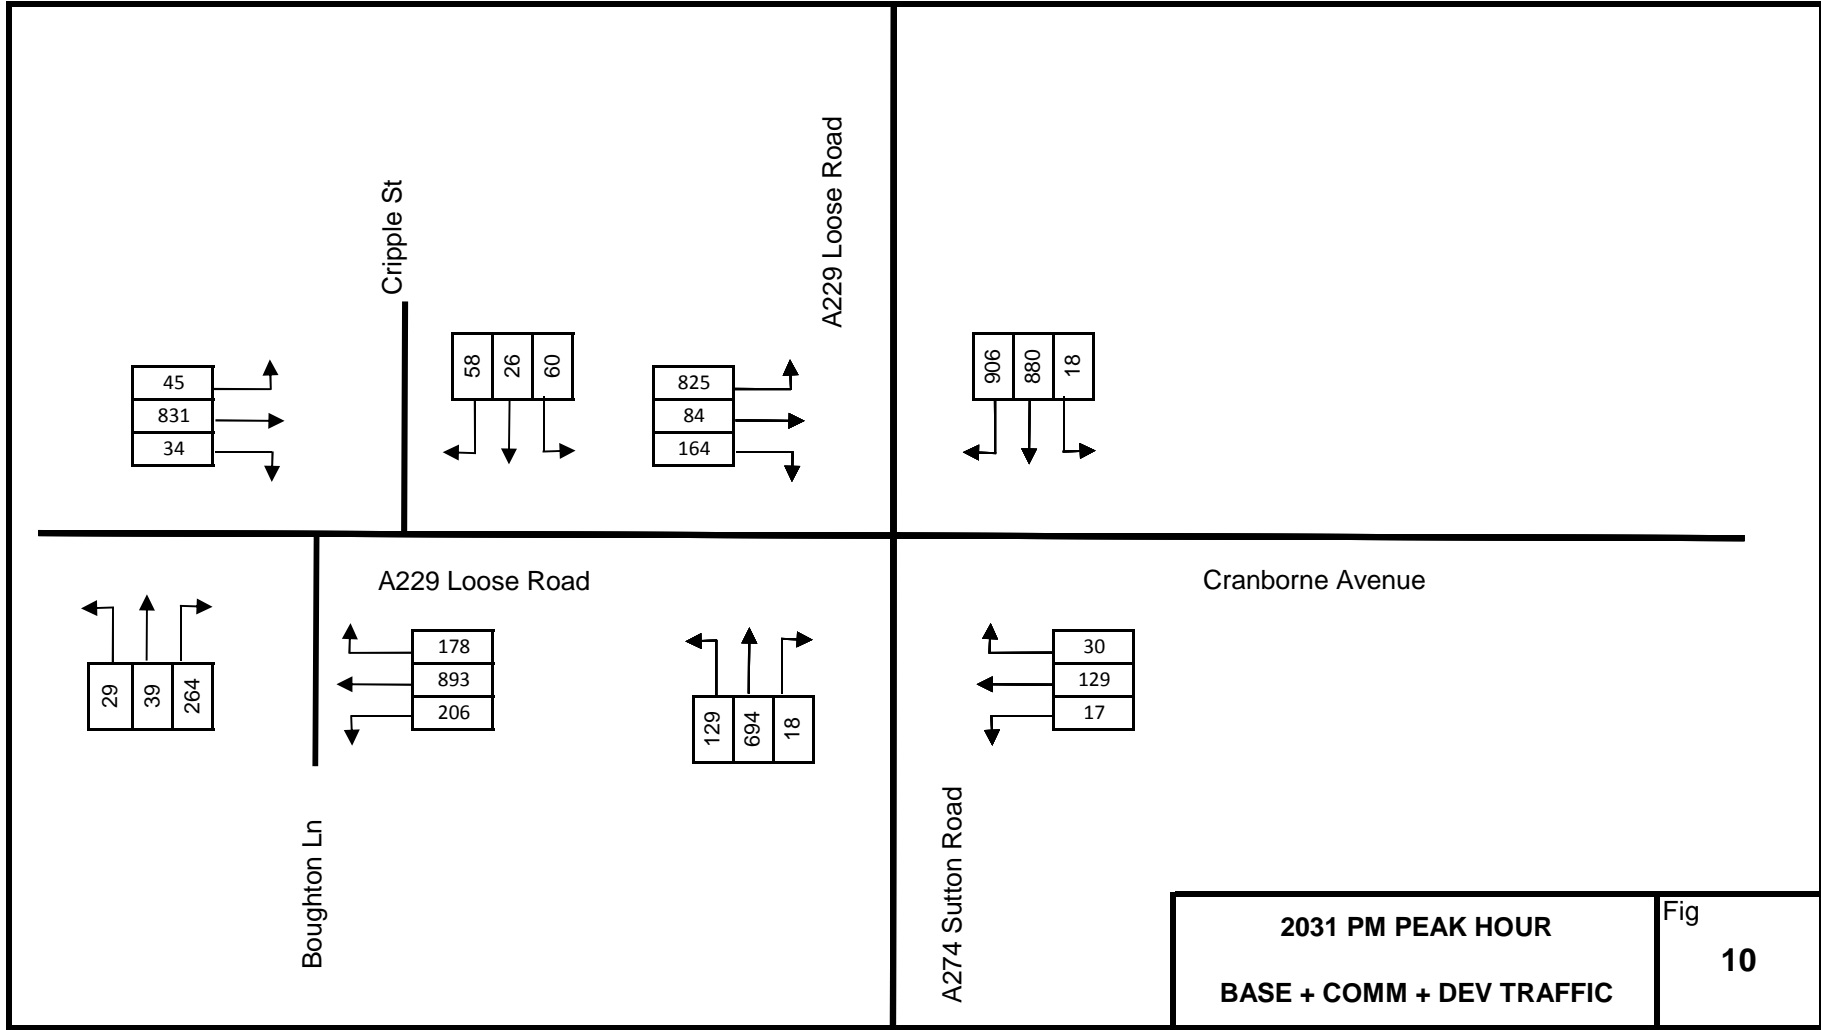 Cripple St
A229 Loose Road
45
831
34
58
26
60
825
84
164
906
880
18
A229 Loose Road
Cranborne Avenue
29
39
264
178
893
206
129
694
18
30
129
17
Boughton Ln
A274 Sutton Road
2031 PM PEAK HOUR
BASE + COMM + DEV TRAFFIC
Fig
10